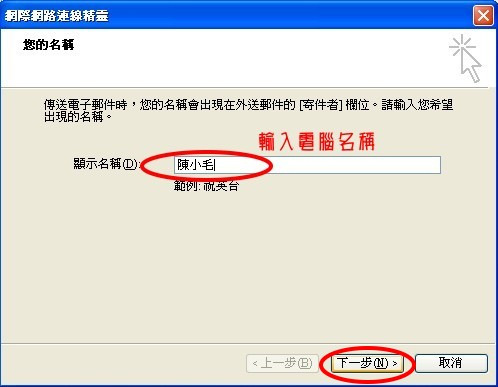 網際網路連線精靈
您的名稱
傳送電子郵件時，您的名稱會出現在外送郵件的 [寄件者] 欄位。請輸入您希望
出現的名稱。
輸入電腦名稱
顯示名稱(D): 陳小毛
範例: 祝英台
< 上一步(B) 下一步(N) > 取消